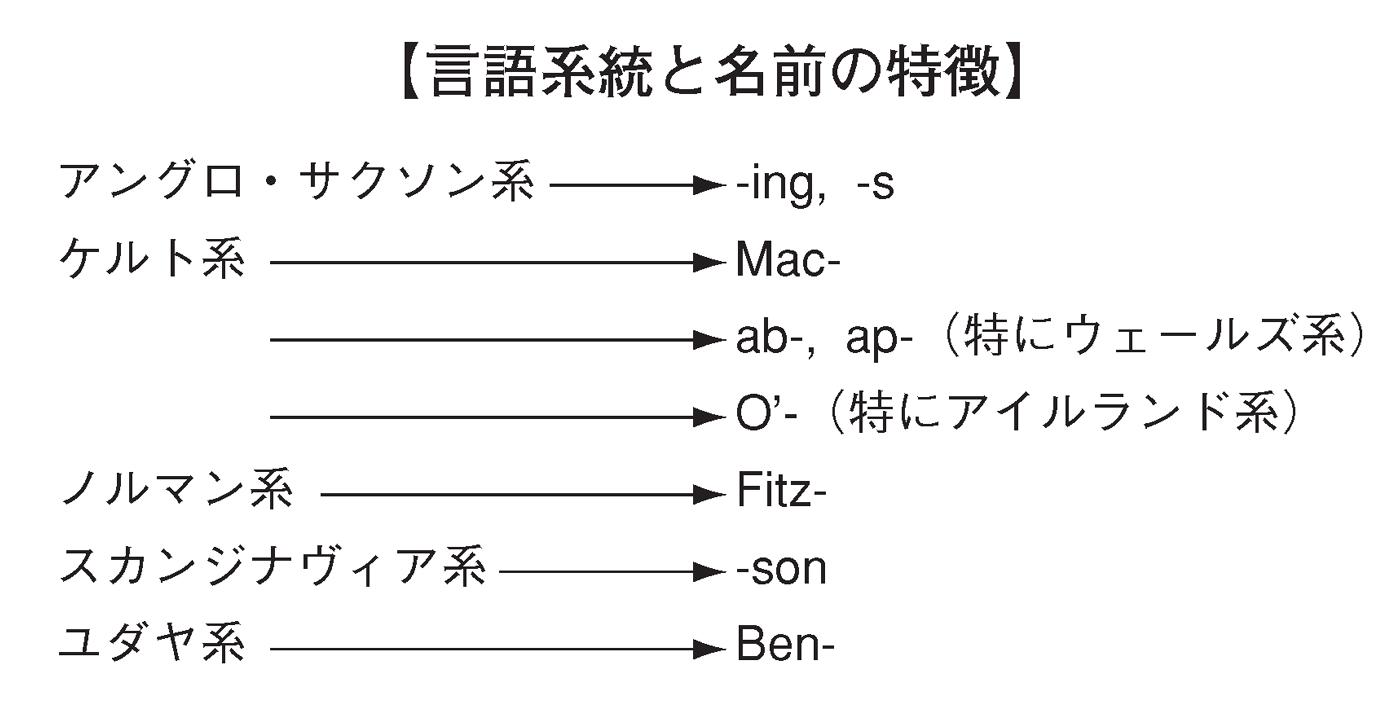 【言語系統と名前の特徴】
アングロ・サクソン系 -ing, -s
ケルト系 Mac-
ab-, ap-（特にウェールズ系）
O’-（特にアイルランド系）
ノルマン系 Fitz-
スカンジナヴィア系 -son
ユダヤ系 Ben-